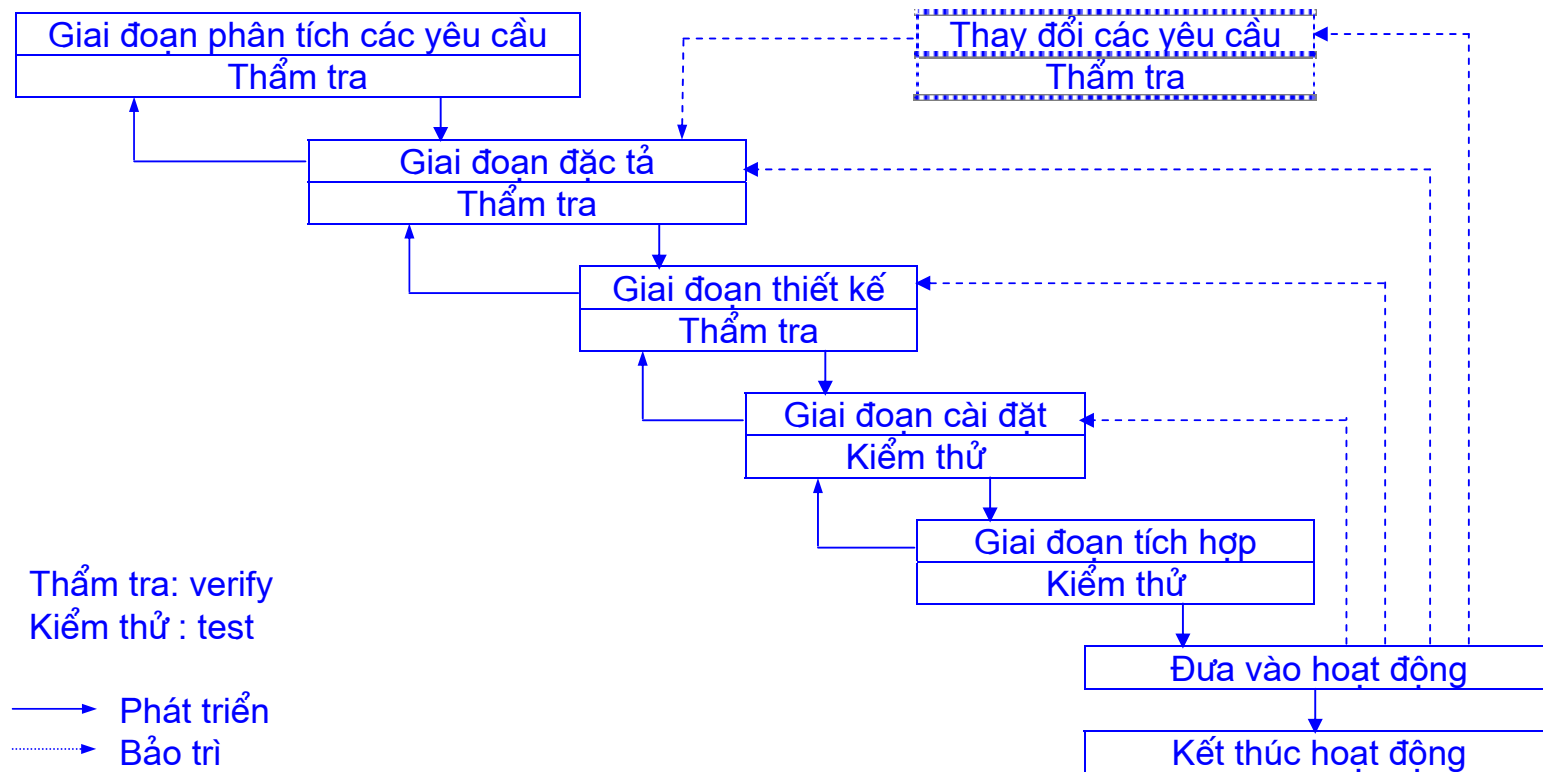 Giai đoạn phân tích các yêu cầu
Thẩm tra
Thay đổi các yêu cầu
Thẩm tra
Giai đoạn đặc tả
Thẩm tra
Giai đoạn thiết kế
Thẩm tra
Giai đoạn cài đặt
Kiểm thử
Giai đoạn tích hợp
Kiểm thử
Thẩm tra: verify
Kiểm thử : test
Đưa vào hoạt động
Phát triển
Bảo trì
Kết thúc hoạt động